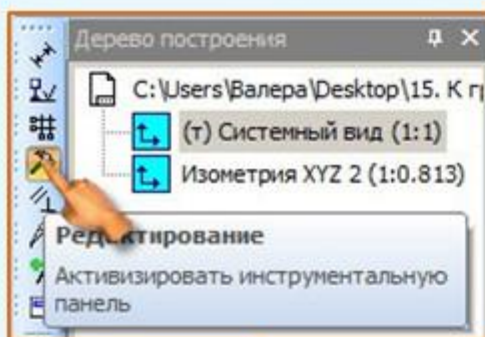 Дерево построения
C:\Users\Валера\Desktop\15. К г
(т) Системный вид (1:1)
Изометрия XYZ 2 (1:0.813)
Редактирование
Активизировать инструментальную
панель